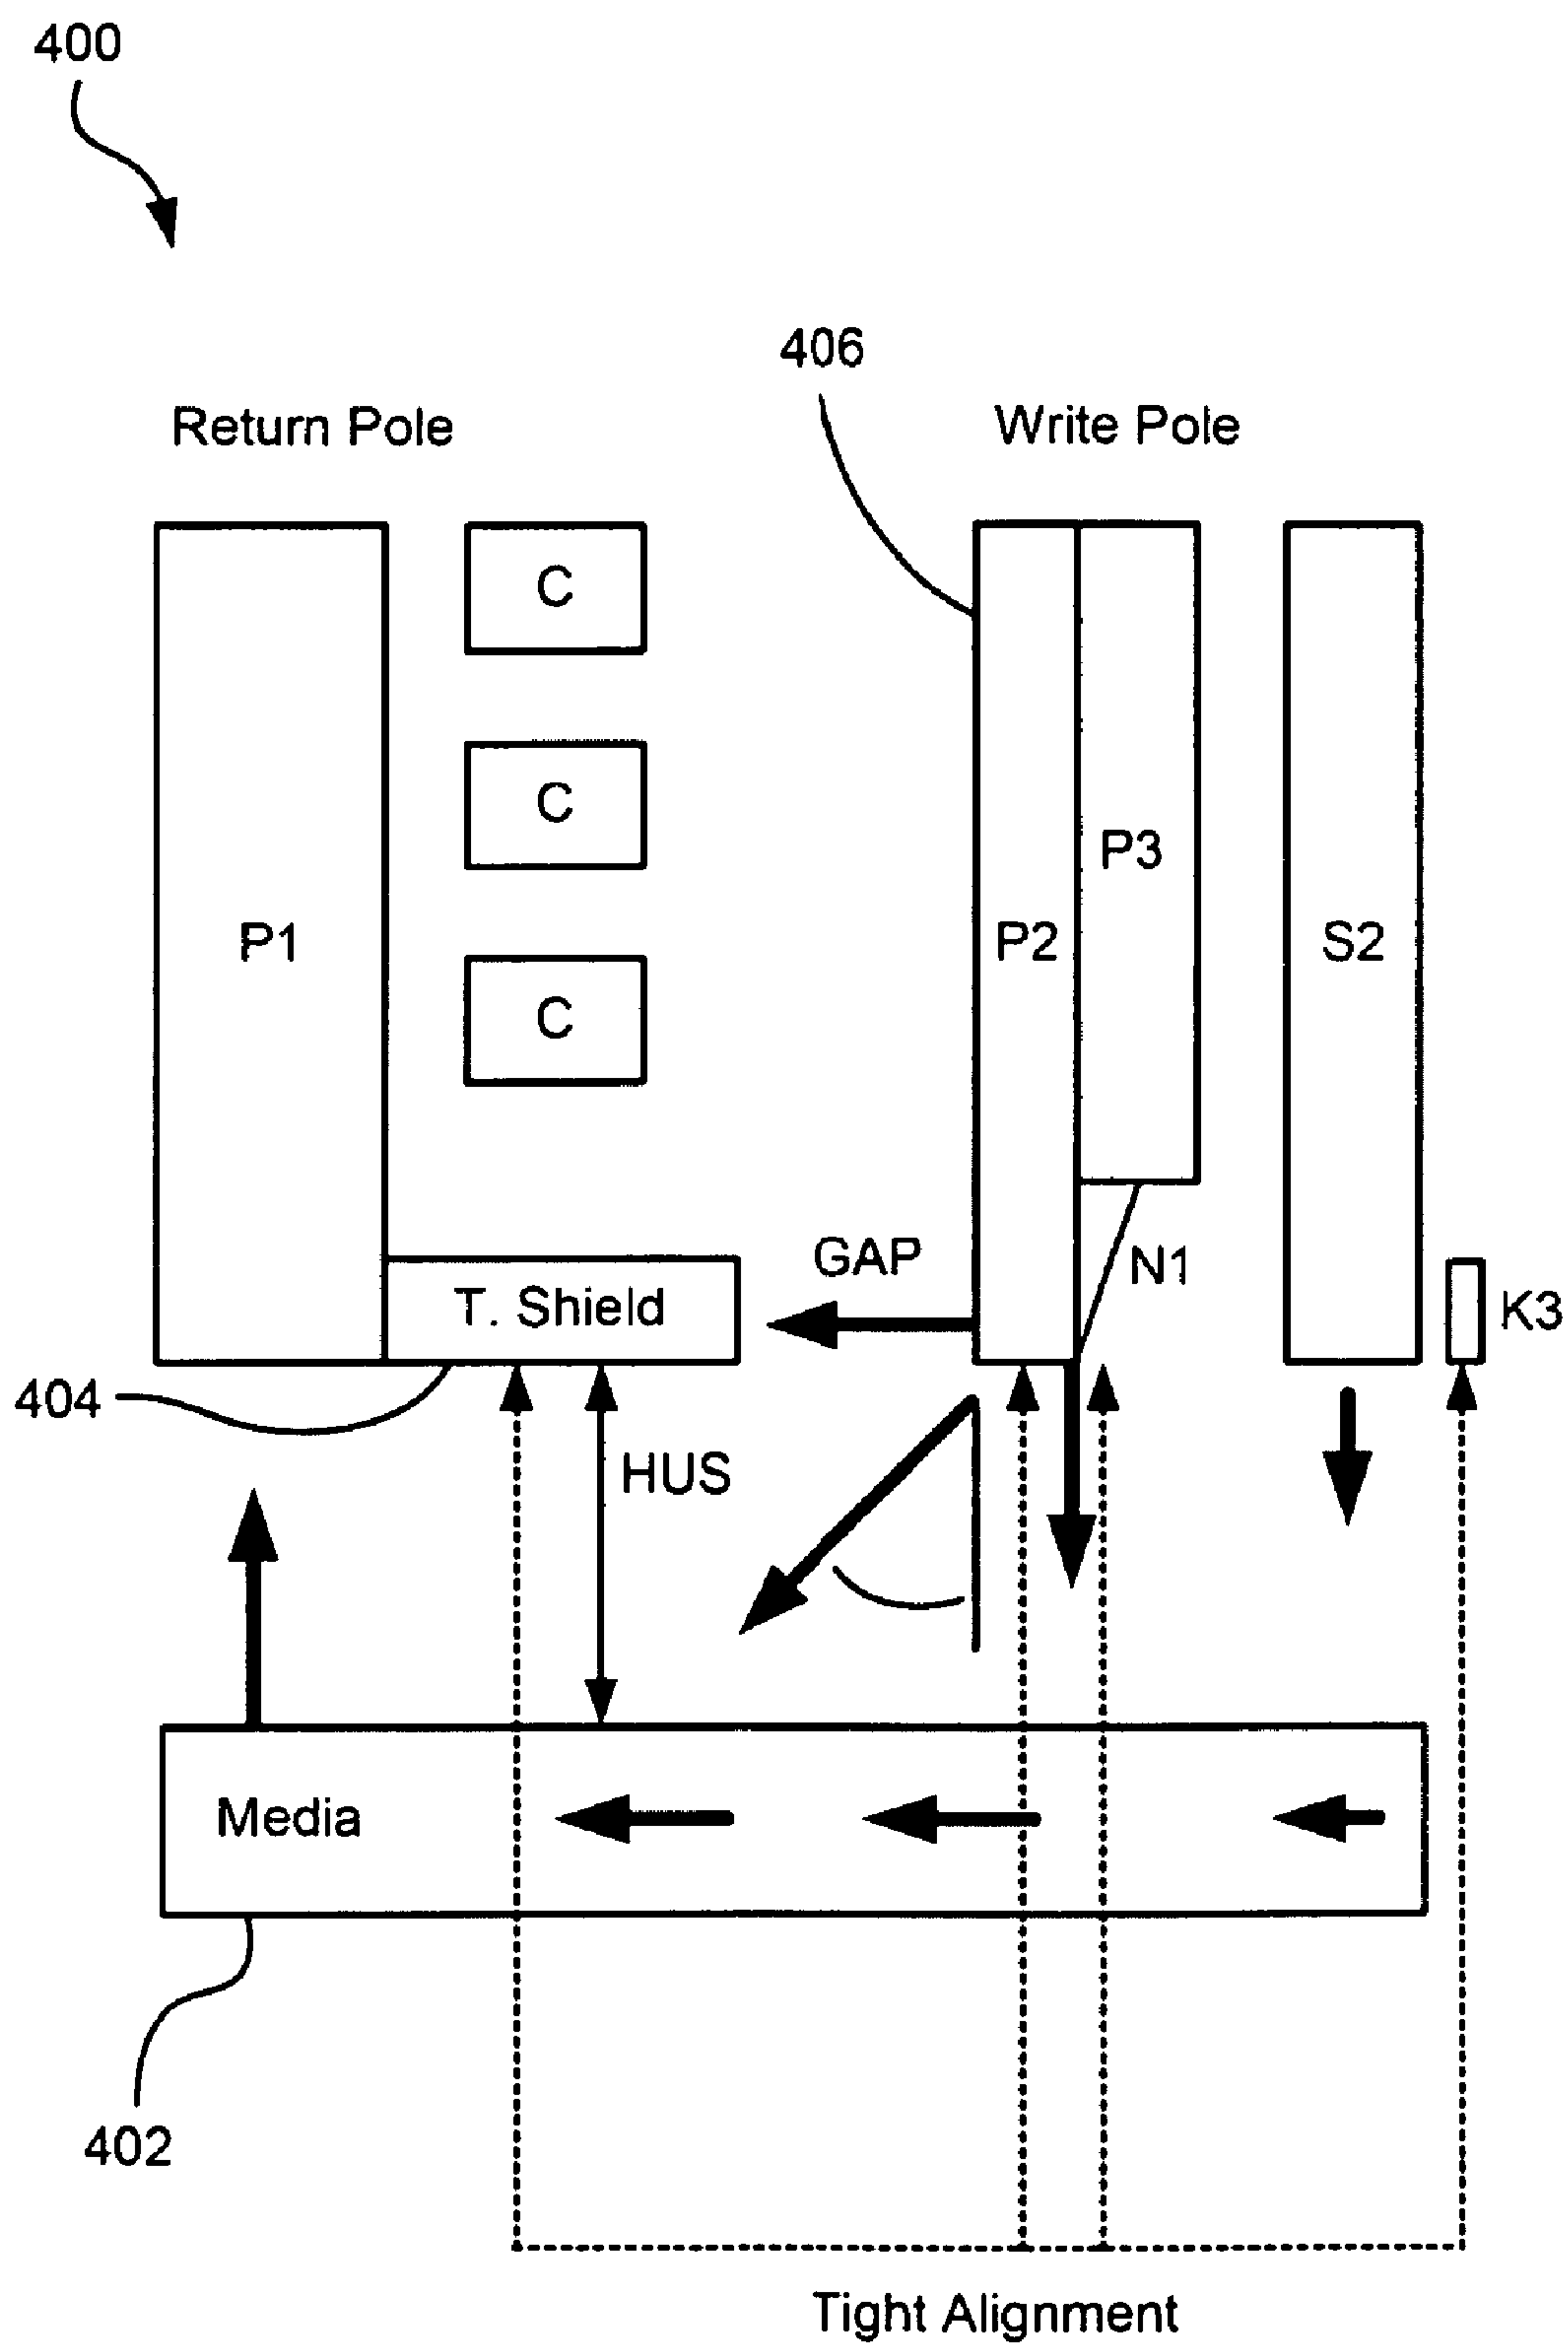 400
406
Return Pole
Write Pole
C
C
P3
P1
P2
S2
C
GAP
N1
T. Shield
K3
404
HUS
Media
402
Tight Alignment